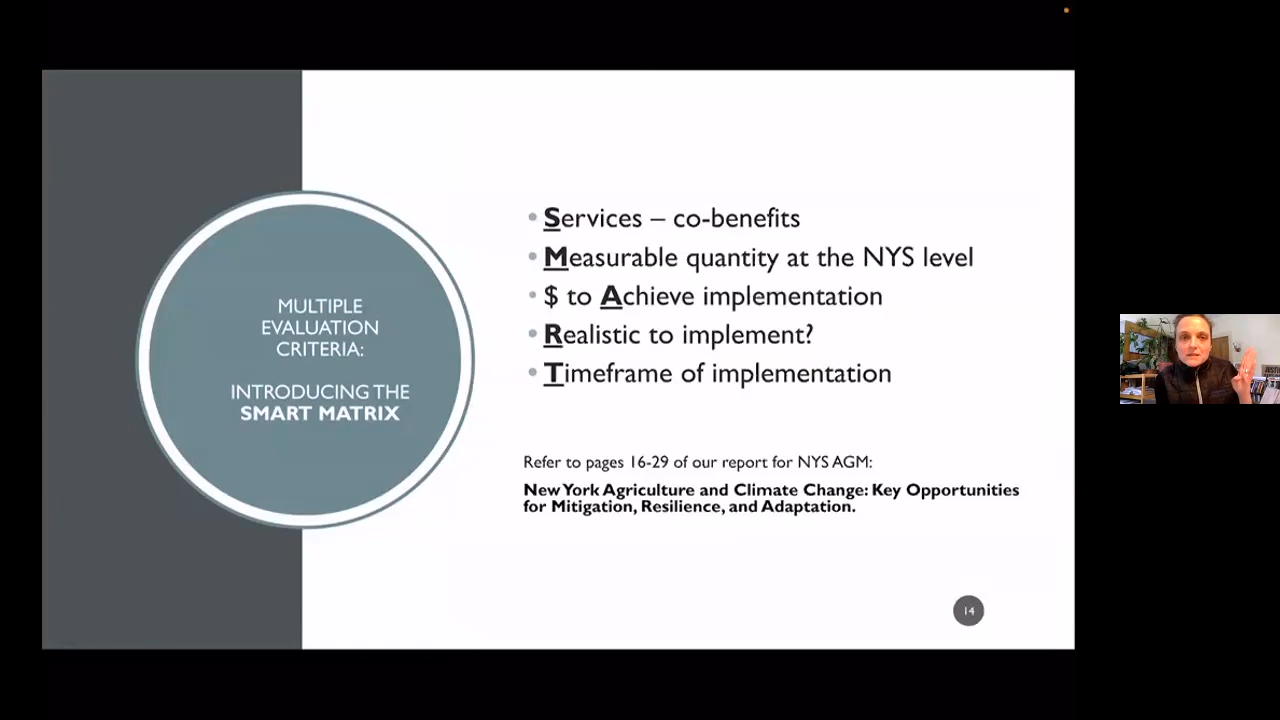 MULTIPLE
EVALUATION
CRITERIA:
INTRODUCING THE
SMART MATRIX
• Services – co-benefits
• Measurable quantity at the NYS level
• $ to Achieve implementation
• Realistic to implement?
• Timeframe of implementation
Refer to pages 16-29 of our report for NYS AGM:
New York Agriculture and Climate Change: Key Opportunities
for Mitigation, Resilience, and Adaptation.
14